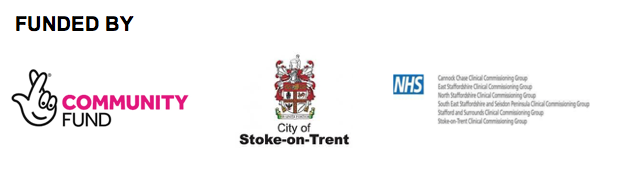 FUNDED BY
COMMUNITY
FUND
City of
Stoke-on-Trent
NHS
Cannock Chase Clinical Commissioning Group
East Staffordshire Clinical Commissioning Group
North Staffordshire Clinical Commissioning Group
South East Staffordshire and Seisdon Peninsula Clinical Commissioning Group
Stafford and Surrounds Clinical Commissioning Group
Stoke-on-Trent Clinical Commissioning Group